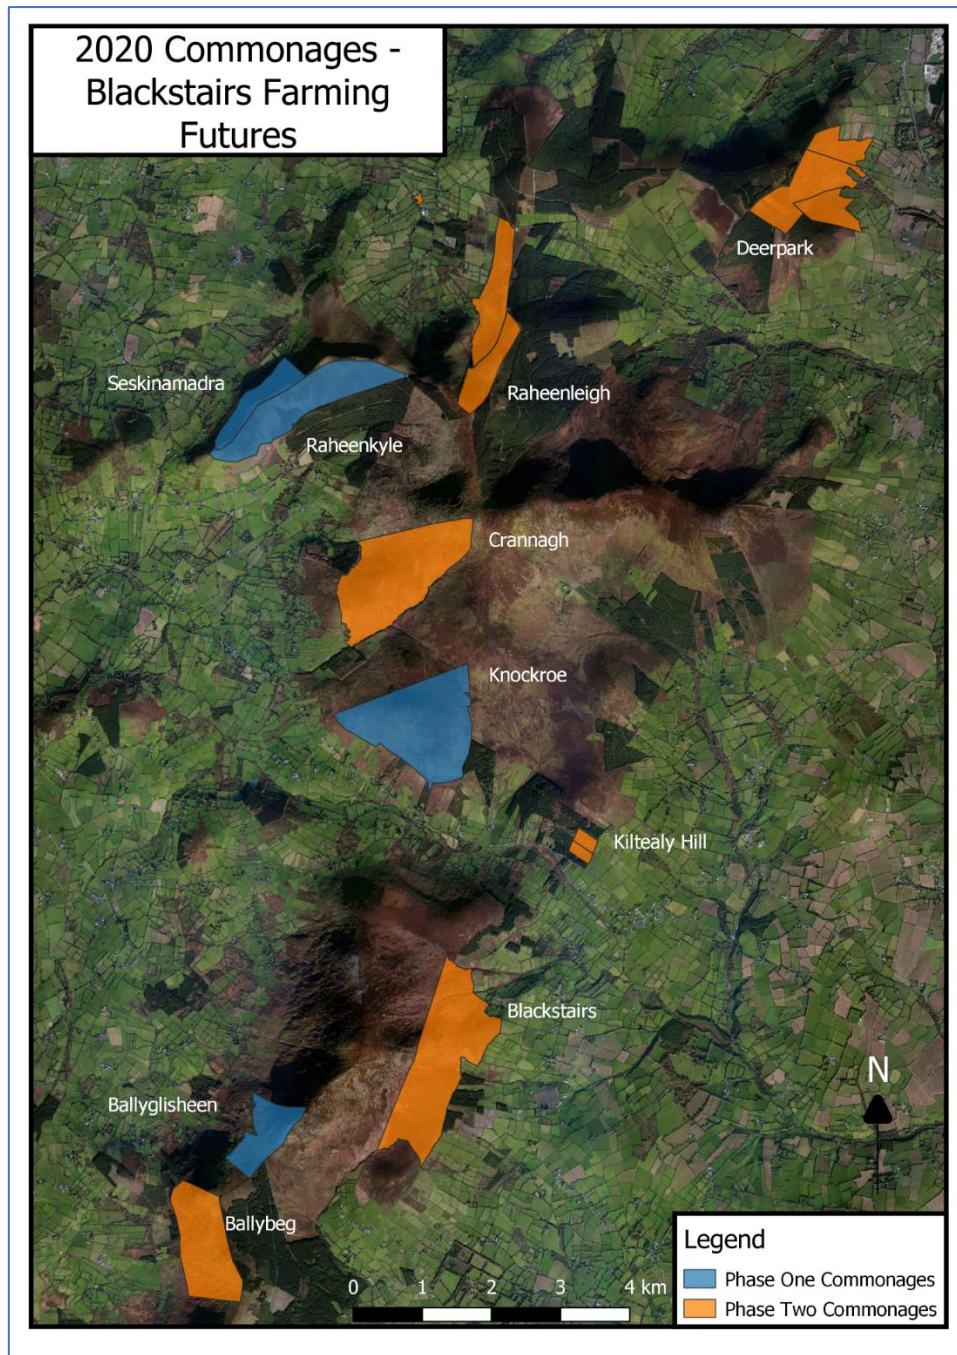 2020 Commonages -
Blackstairs Farming
Futures
Deerpark
Seskinamadra
Raheenleigh
Raheenkyle
Crannagh
Knockroe
Kiltealy Hill
Blackstairs
Ballyglisheen
N
Ballybeg
Legend
Phase One Commonages
Phase Two Commonages
0 1 2 3 4 km